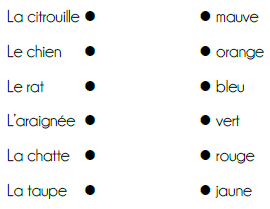 La citrouille ● ● mauve
Le chien ● ● orange
Le rat ● ● bleu
L'araignée ● ● vert
La chatte ● ● rouge
La taupe ● ● jaune